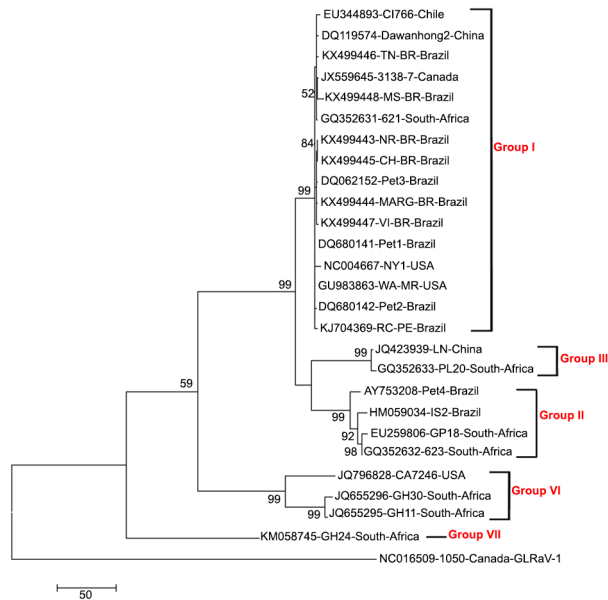 EU344893-CI766-Chile
DQ119574-Dawanhong2-China
KX499446-TN-BR-Brazil
JX559645-3138-7-Canada
52
KX499448-MS-BR-Brazil
GQ352631-621-South-Africa
84
KX499443-NR-BR-Brazil
Group I
KX499445-CH-BR-Brazil
DQ062152-Pet3-Brazil
99
KX499444-MARG-BR-Brazil
KX499447-VI-BR-Brazil
DQ680141-Pet1-Brazil
NC004667-NY1-USA
99
GU983863-WA-MR-USA
DQ680142-Pet2-Brazil
KJ704369-RC-PE-Brazil
99
JQ423939-LN-China
Group III
GQ352633-PL20-South-Africa
59
AY753208-Pet4-Brazil
99
HM059034-IS2-Brazil
Group II
92
EU259806-GP18-South-Africa
98
GQ352632-623-South-Africa
JQ796828-CA7246-USA
99
JQ655296-GH30-South-Africa
Group VI
99
JQ655295-GH11-South-Africa
KM058745-GH24-South-Africa
Group VII
NC016509-1050-Canada-GLRaV-1
50